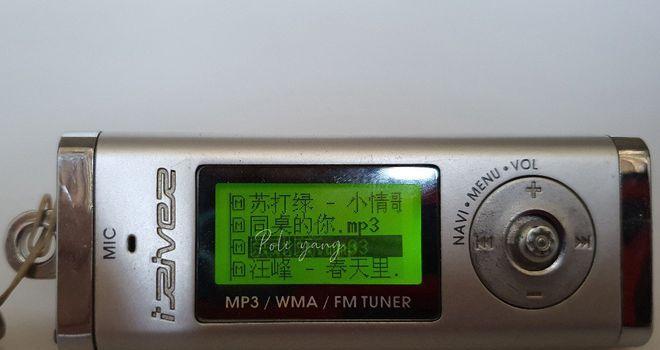 MIC
iRiver
苏打绿 - 小情歌
同桌的你.mp3
Pole yang
汪峰 - 春天里.
MP3 / WMA / FM TUNER
NAVI • MENU • VOL
+
−